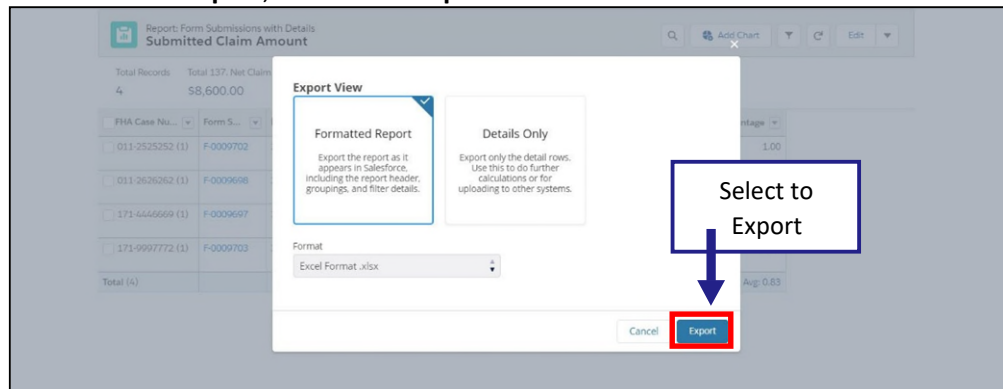 Report: Form Submissions with Details
Submitted Claim Amount
Add Chart
Edit
Total Records Total 137. Net Claim
4 $8,600.00
FHA Case Nu... Form S...
ntage
011-2525252 (1) F-0009702
1.00
011-2626262 (1) F-0009698
171-4446669 (1) F-0009697
171-9997772 (1) F-0009703
Total (4)
Avg: 0.83
Export View
Formatted Report
Export the report as it
appears in Salesforce,
including the report header,
groupings, and filter details.
Details Only
Export only the detail rows.
Use this to do further
calculations or for
uploading to other systems.
Format
Excel Format .xlsx
Cancel Export
Select to
Export